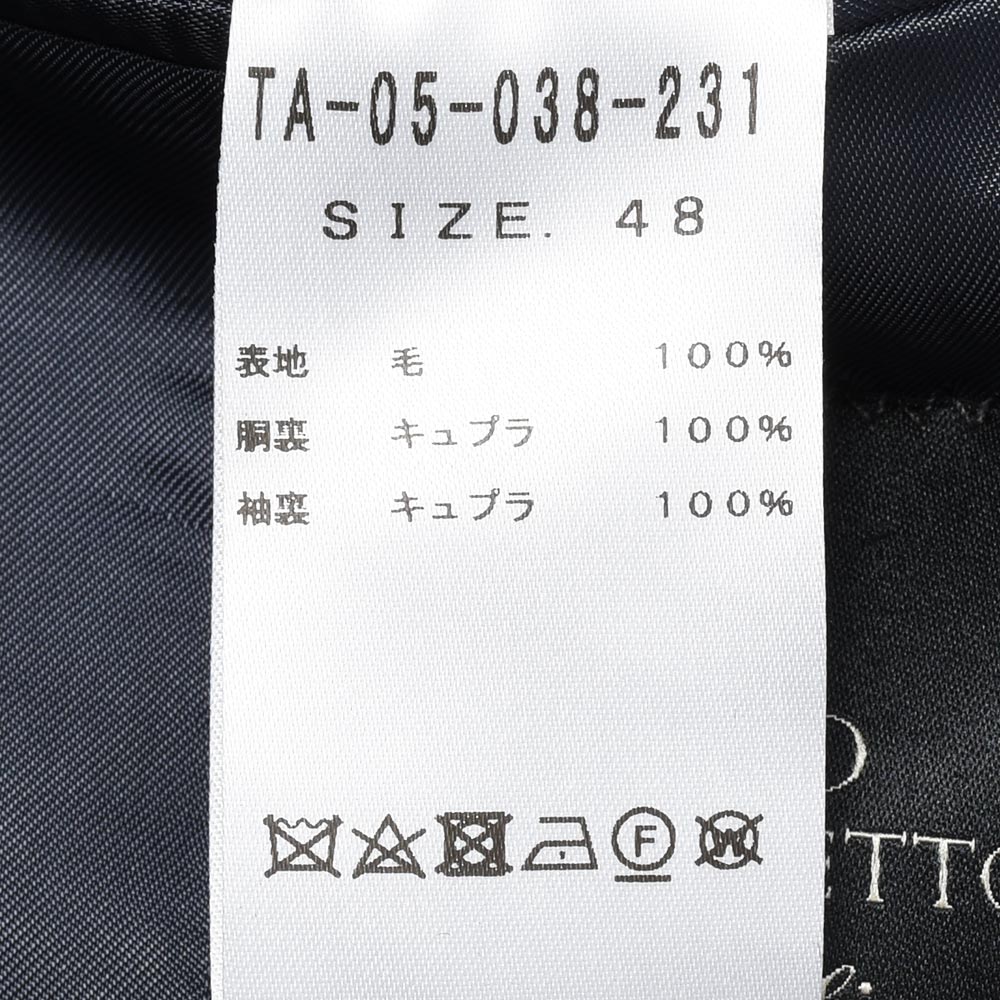 TA-05-038-231
SIZE. 48
表地 毛 100%
胴裏 キュプラ 100%
袖裏 キュプラ 100%
F W